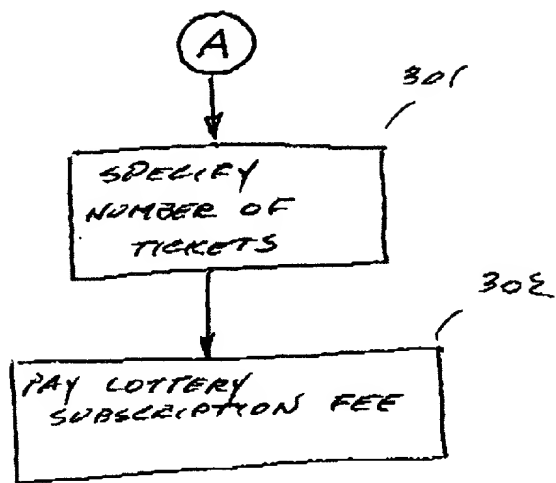 A
301
SPECIFY
NUMBER OF
TICKETS
302
PAY LOTTERY
SUBSCRIPTION FEE